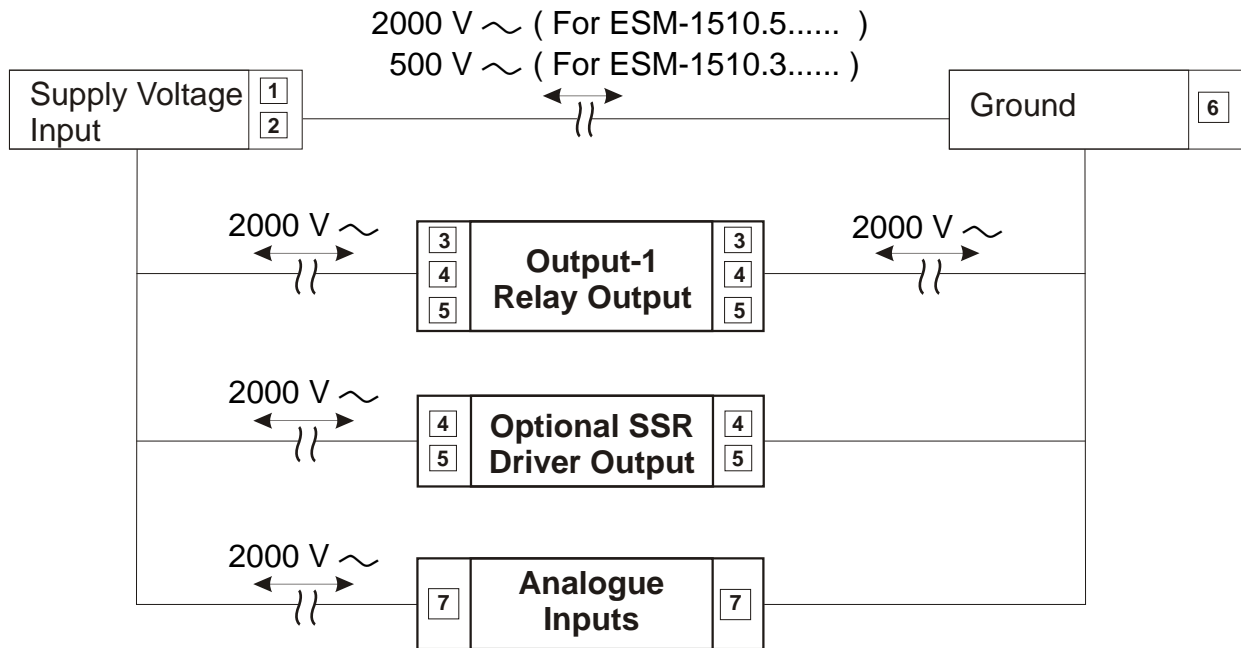 2000 V ～ ( For ESM-1510.5...... )
500 V ～ ( For ESM-1510.3...... )
Supply Voltage
Input
1
2
Ground
6
2000 V ～
3
4
5
Output-1
Relay Output
3
4
5
2000 V ～
2000 V ～
4
5
Optional SSR
Driver Output
4
5
2000 V ～
7
Analogue
Inputs
7